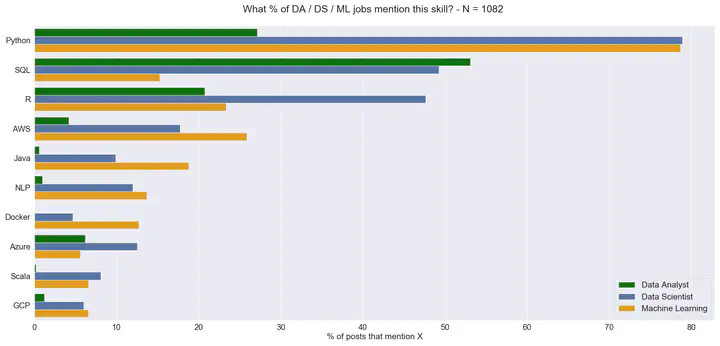 What % of DA / DS / ML jobs mention this skill? - N = 1082
Python
SQL
R
AWS
Java
NLP
Docker
Azure
Scala
GCP
Data Analyst
Data Scientist
Machine Learning
0 10 20 30 40 50 60 70 80
% of posts that mention X